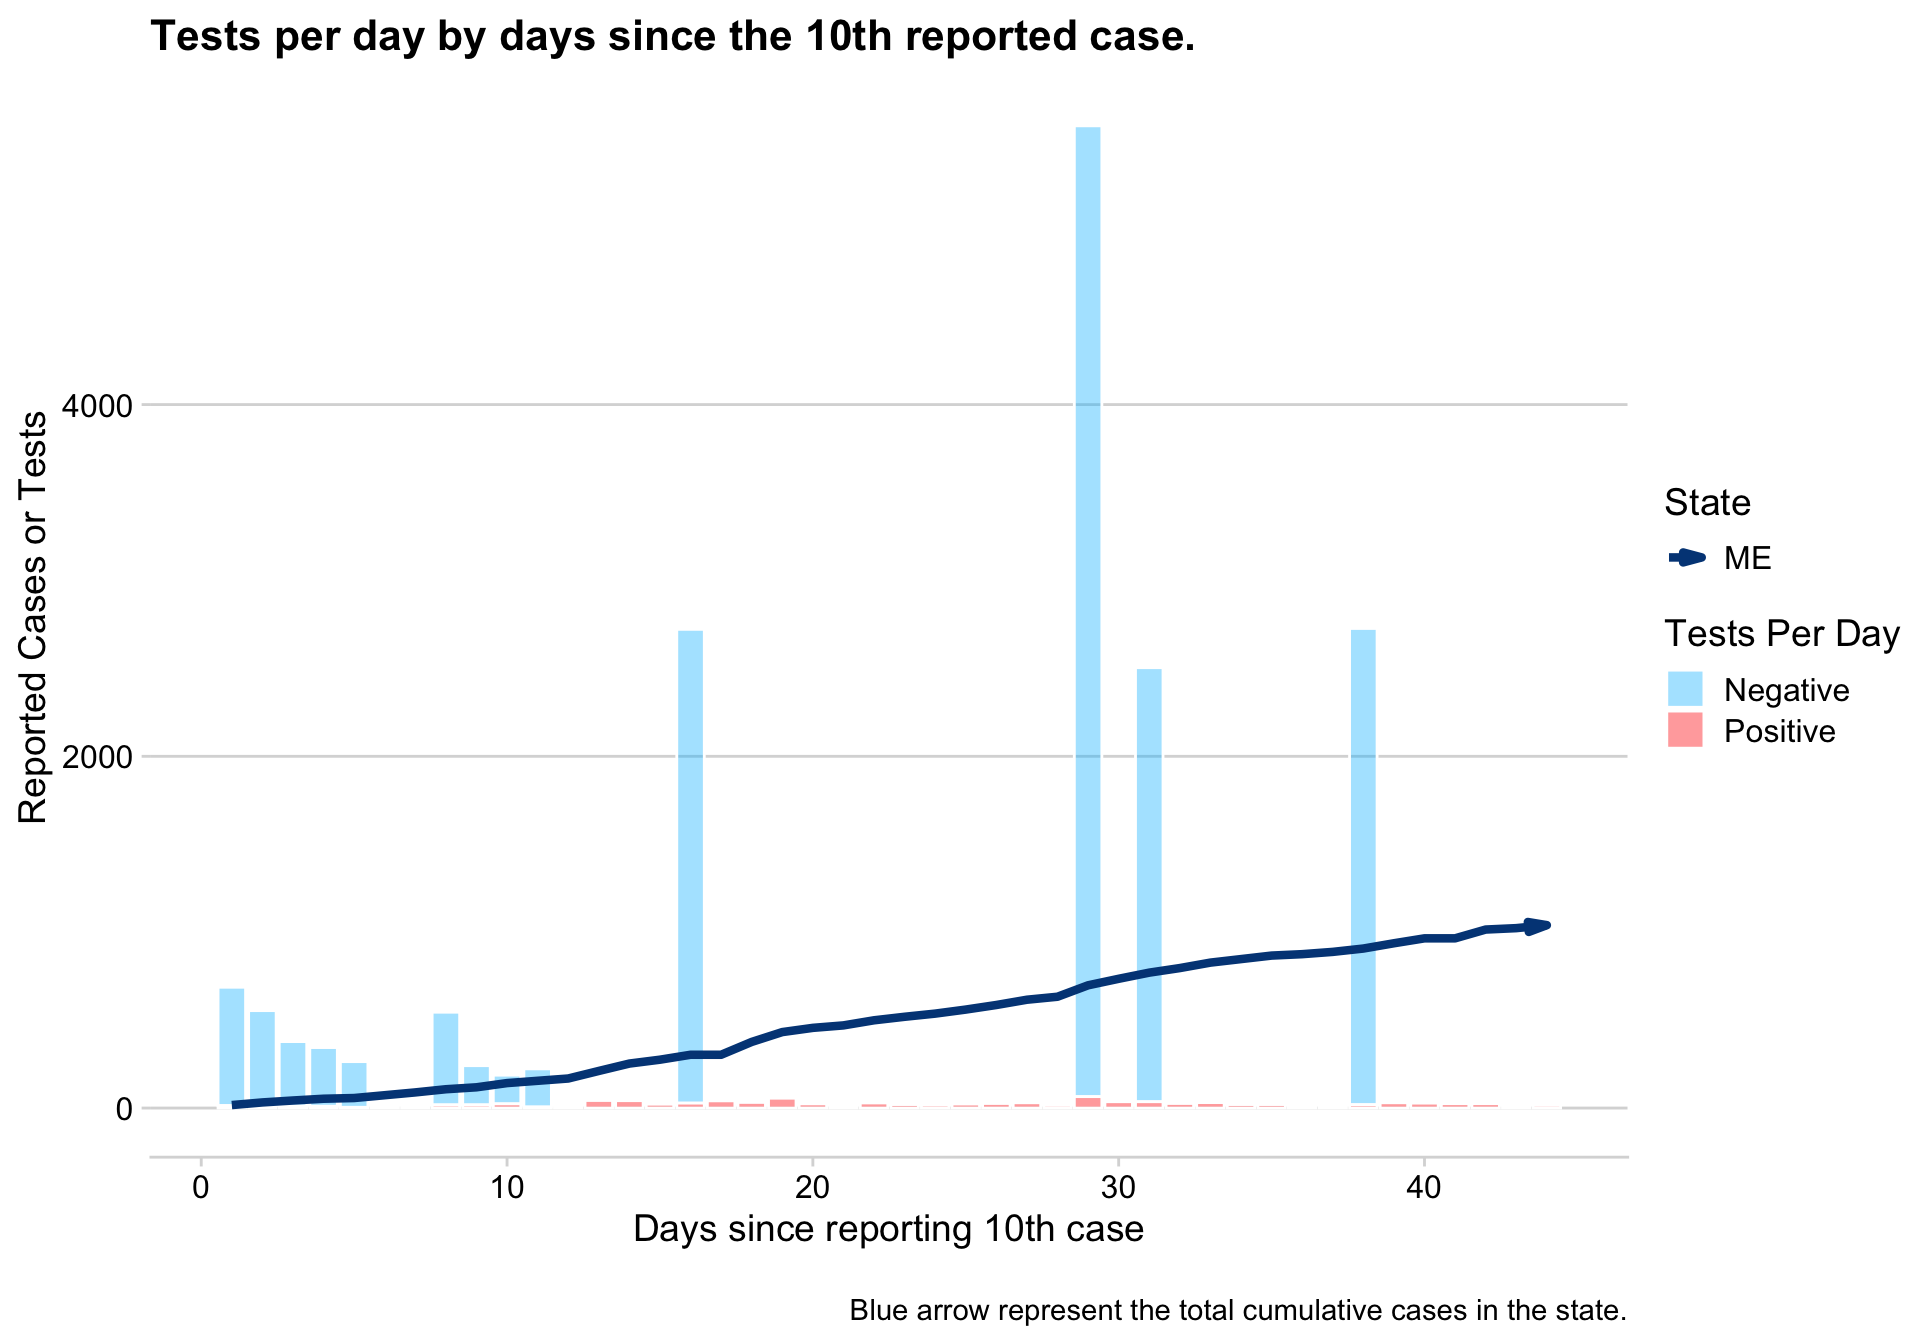 Tests per day by days since the 10th reported case.
Reported Cases or Tests
4000
2000
0
0 10 20 30 40
Days since reporting 10th case
State
ME
Tests Per Day
Negative
Positive
Blue arrow represent the total cumulative cases in the state.